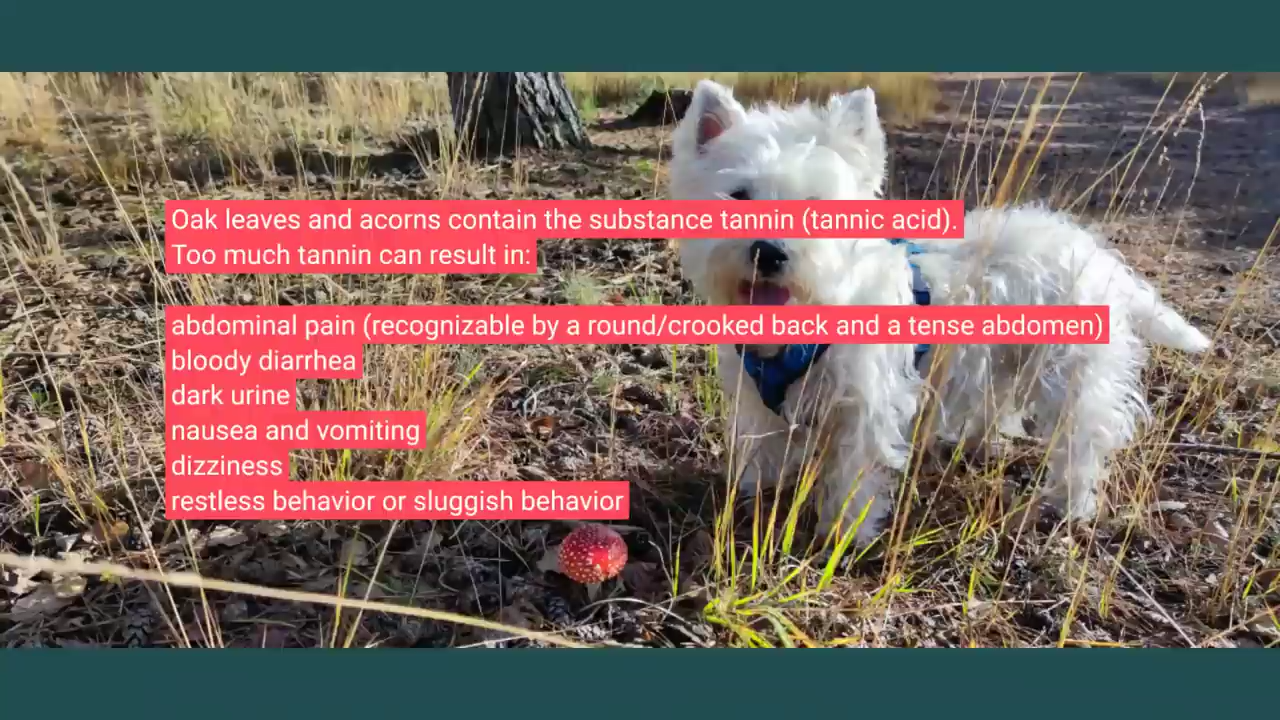 Oak leaves and acorns contain the substance tannin (tannic acid).
Too much tannin can result in:
abdominal pain (recognizable by a round/crooked back and a tense abdomen)
bloody diarrhea
dark urine
nausea and vomiting
dizziness
restless behavior or sluggish behavior